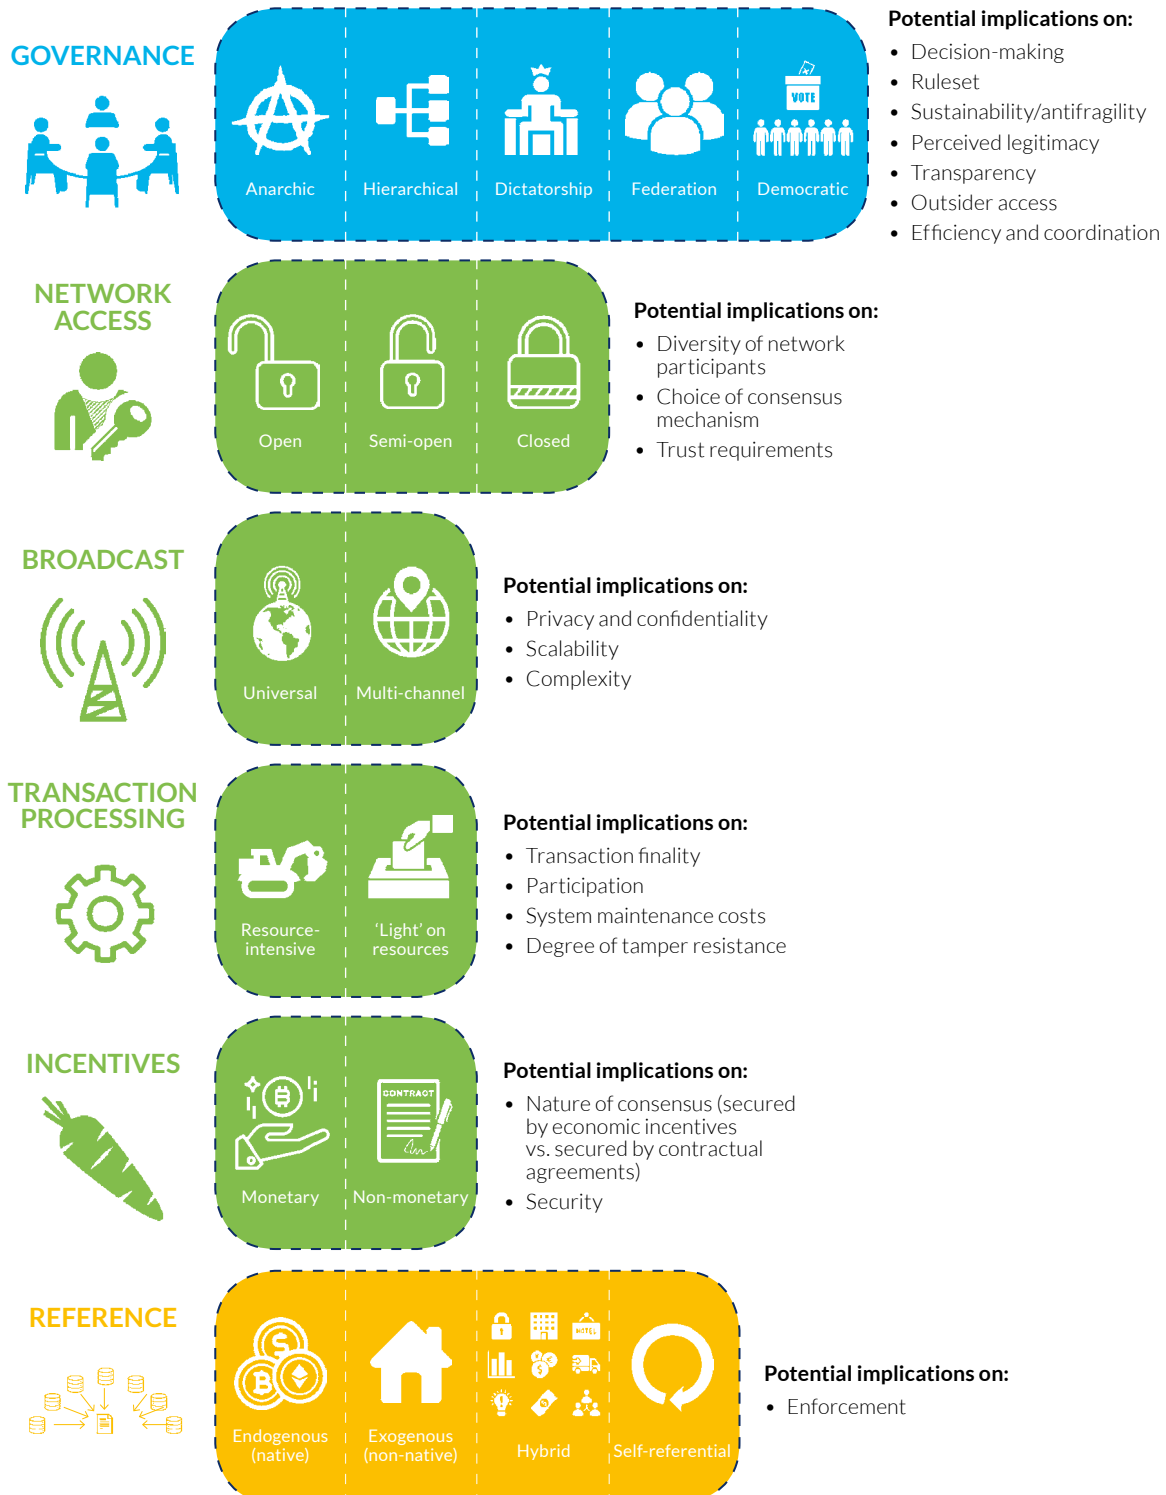 GOVERNANCE
Anarchic
Hierarchical
Dictatorship
Federation
VOTE
Democratic
Potential implications on:
• Decision-making
• Ruleset
• Sustainability/antifragility
• Perceived legitimacy
• Transparency
• Outsider access
• Efficiency and coordination
NETWORK
ACCESS
Open
Semi-open
Closed
Potential implications on:
• Diversity of network
participants
• Choice of consensus
mechanism
• Trust requirements
BROADCAST
Universal
Multi-channel
Potential implications on:
• Privacy and confidentiality
• Scalability
• Complexity
TRANSACTION
PROCESSING
Resource-
intensive
‘Light’ on
resources
Potential implications on:
• Transaction finality
• Participation
• System maintenance costs
• Degree of tamper resistance
INCENTIVES
Monetary
CONTRACT
Non-monetary
Potential implications on:
• Nature of consensus (secured
by economic incentives
vs. secured by contractual
agreements)
• Security
REFERENCE
Endogenous
(native)
Exogenous
(non-native)
HOTEL
Hybrid
Self-referential
Potential implications on:
• Enforcement